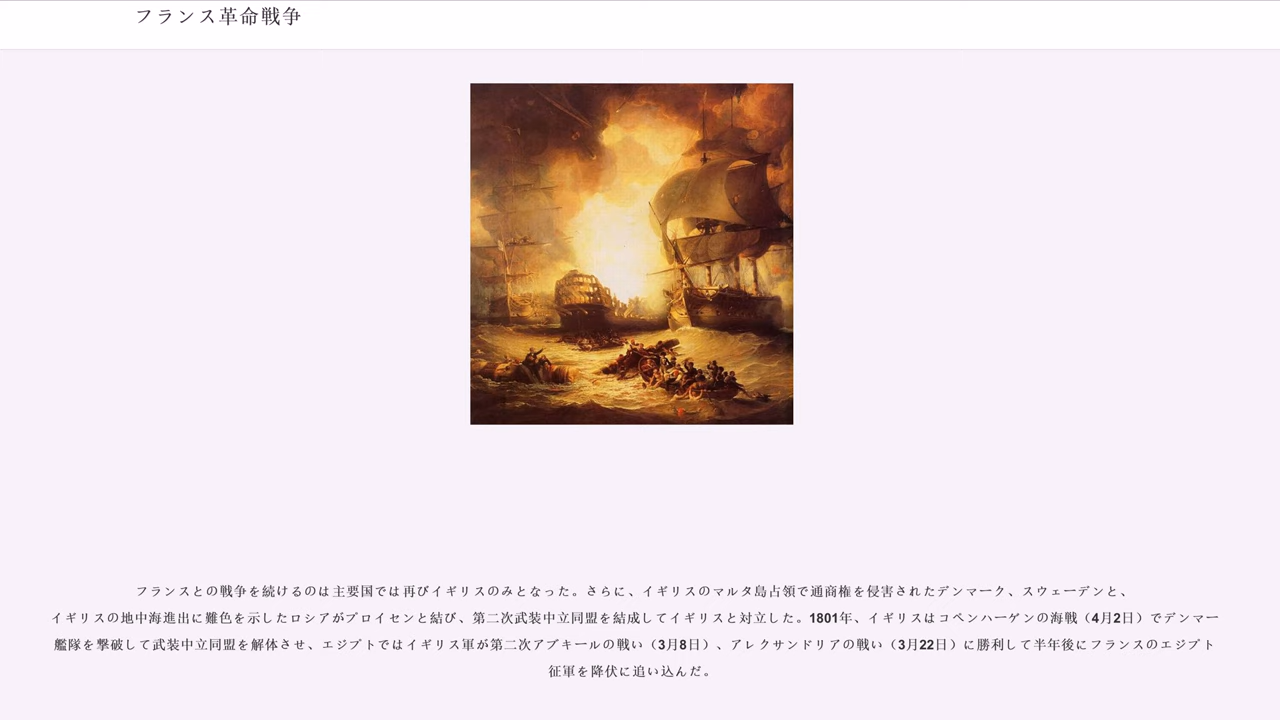 フランス革命戦争
フランスとの戦争を続けるのは主要国では再びイギリスのみとなった。さらに、イギリスのマルタ島占領で通商権を侵害されたデンマーク、スウェーデンと、
イギリスの地中海進出に難色を示したロシアがプロイセンと結び、第二次武装中立同盟を結成してイギリスと対立した。1801年、イギリスはコペンハーゲンの海戦（4月2日）でデンマー
艦隊を撃破して武装中立同盟を解体させ、エジプトではイギリス軍が第二次アブキールの戦い（3月8日）、アレクサンドリアの戦い（3月22日）に勝利して半年後にフランスのエジプト
征軍を降伏に追い込んだ。